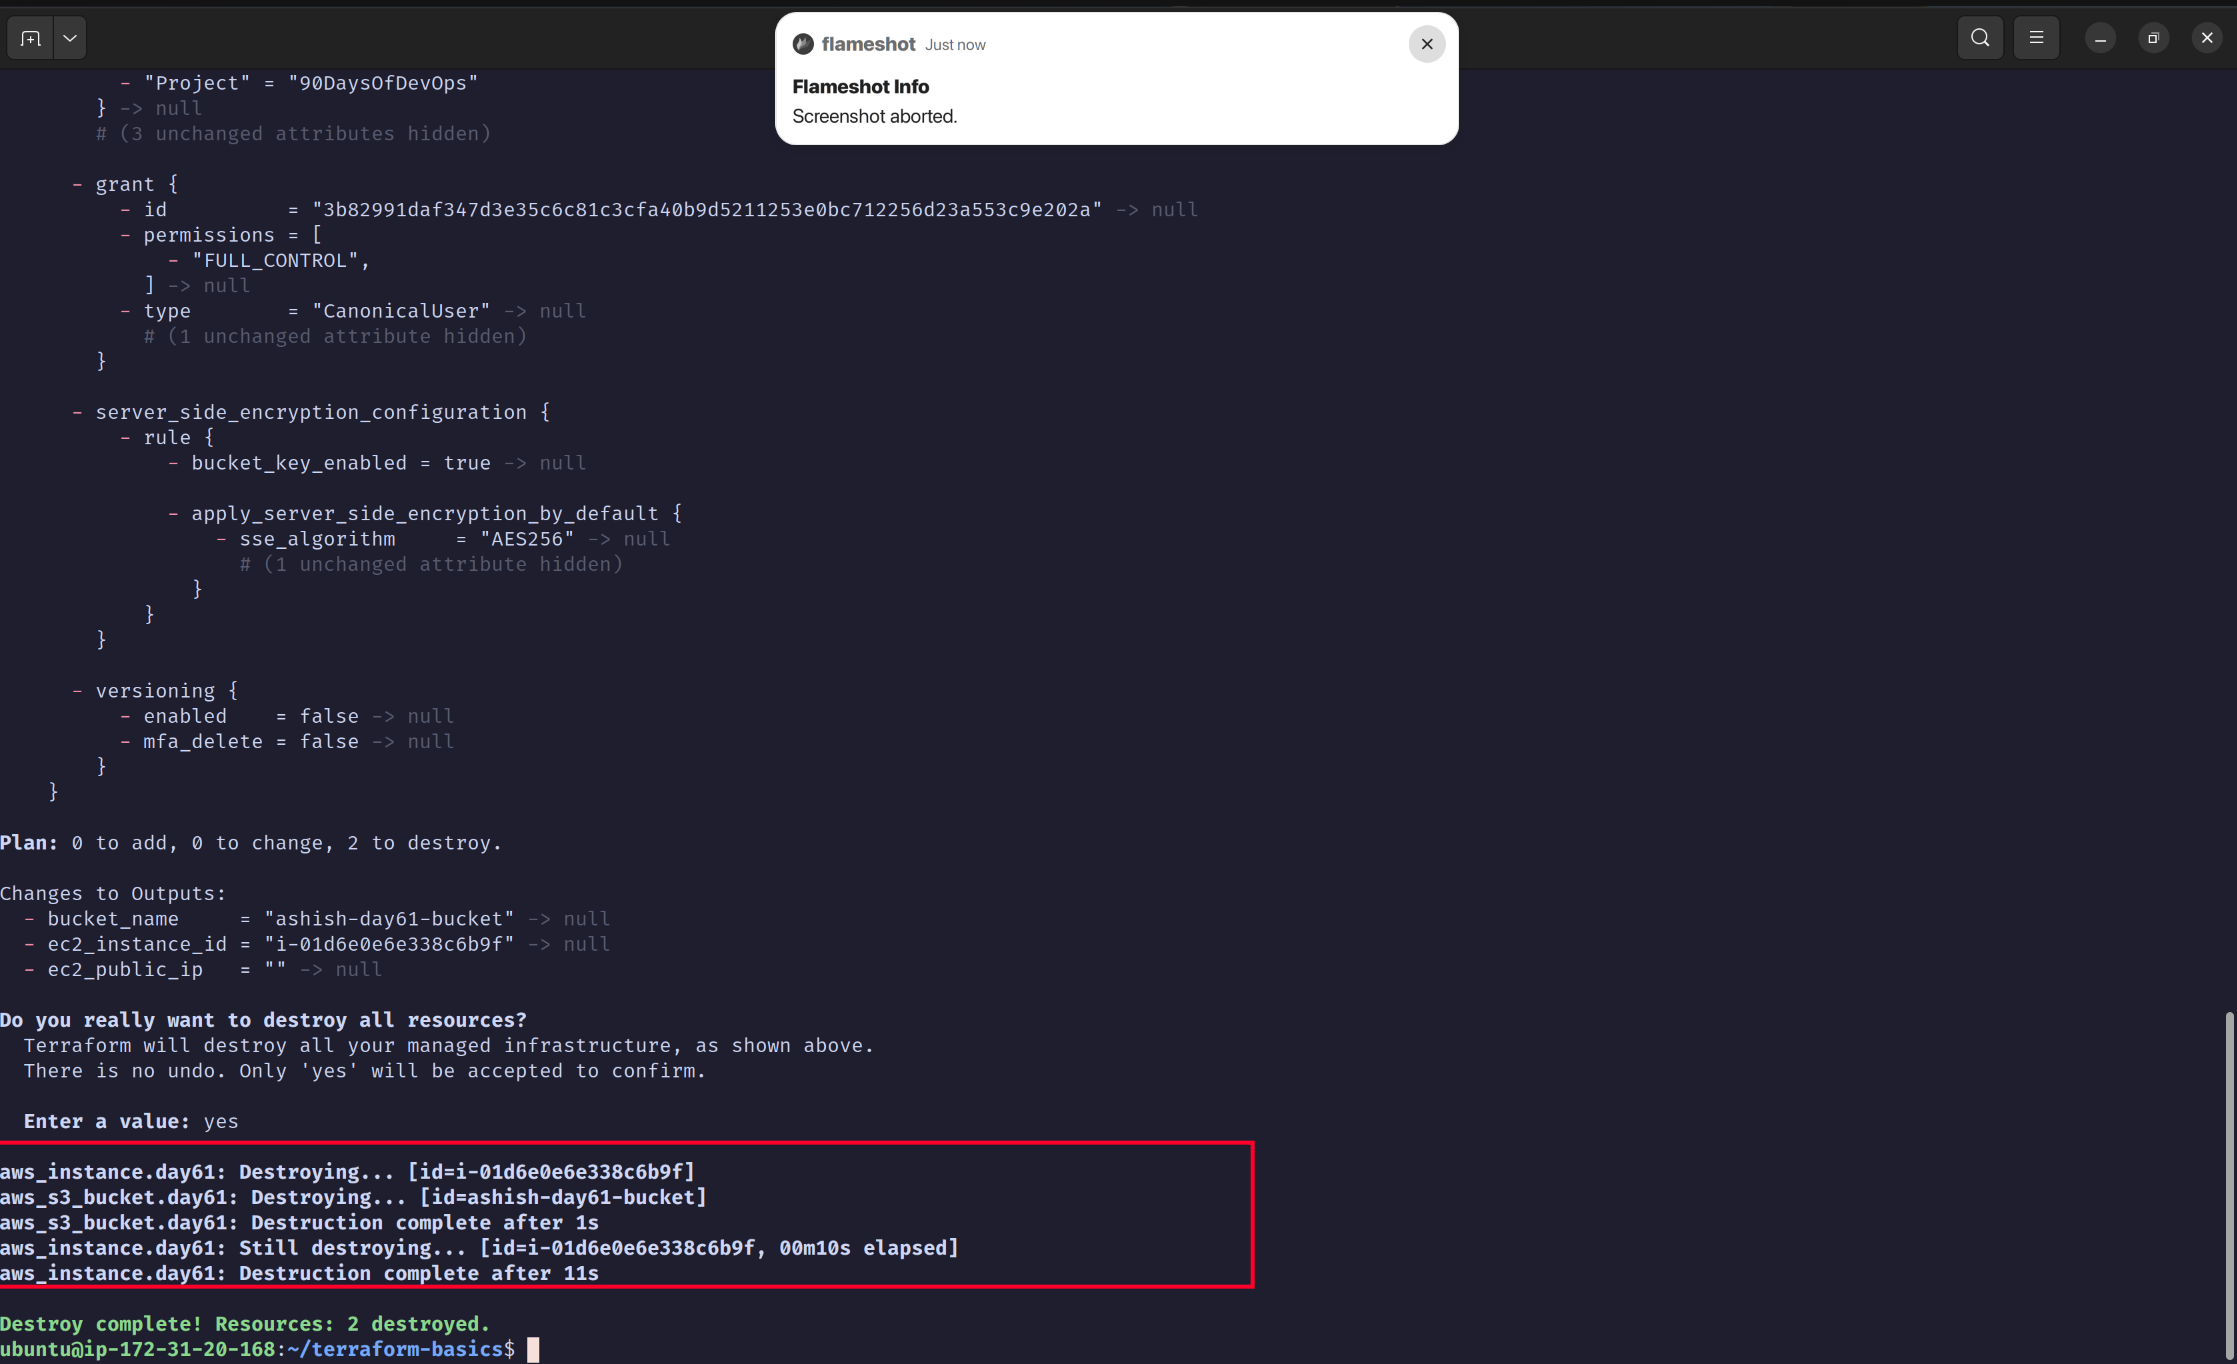 flameshot Just now
Flameshot Info
Screenshot aborted.
- "Project" = "90DaysOfDevOps"
} -> null
# (3 unchanged attributes hidden)
- grant {
- id = "3b82991daf347d3e35c6c81c3cfa40b9d5211253e0bc712256d23a553c9e202a" -> null
- permissions = [
- "FULL_CONTROL",
] -> null
- type = "CanonicalUser" -> null
# (1 unchanged attribute hidden)
}
- server_side_encryption_configuration {
- rule {
- bucket_key_enabled = true -> null
- apply_server_side_encryption_by_default {
- sse_algorithm = "AES256" -> null
# (1 unchanged attribute hidden)
}
}
}
- versioning {
- enabled = false -> null
- mfa_delete = false -> null
}
}
Plan: 0 to add, 0 to change, 2 to destroy.
Changes to Outputs:
- bucket_name = "ashish-day61-bucket" -> null
- ec2_instance_id = "i-01d6e0e6e338c6b9f" -> null
- ec2_public_ip = "" -> null
Do you really want to destroy all resources?
Terraform will destroy all your managed infrastructure, as shown above.
There is no undo. Only 'yes' will be accepted to confirm.
Enter a value: yes
aws_instance.day61: Destroying... [id=i-01d6e0e6e338c6b9f]
aws_s3_bucket.day61: Destroying... [id=ashish-day61-bucket]
aws_s3_bucket.day61: Destruction complete after 1s
aws_instance.day61: Still destroying... [id=i-01d6e0e6e338c6b9f, 00m10s elapsed]
aws_instance.day61: Destruction complete after 11s
Destroy complete! Resources: 2 destroyed.
ubuntu@ip-172-31-20-168:~/terraform-basics$